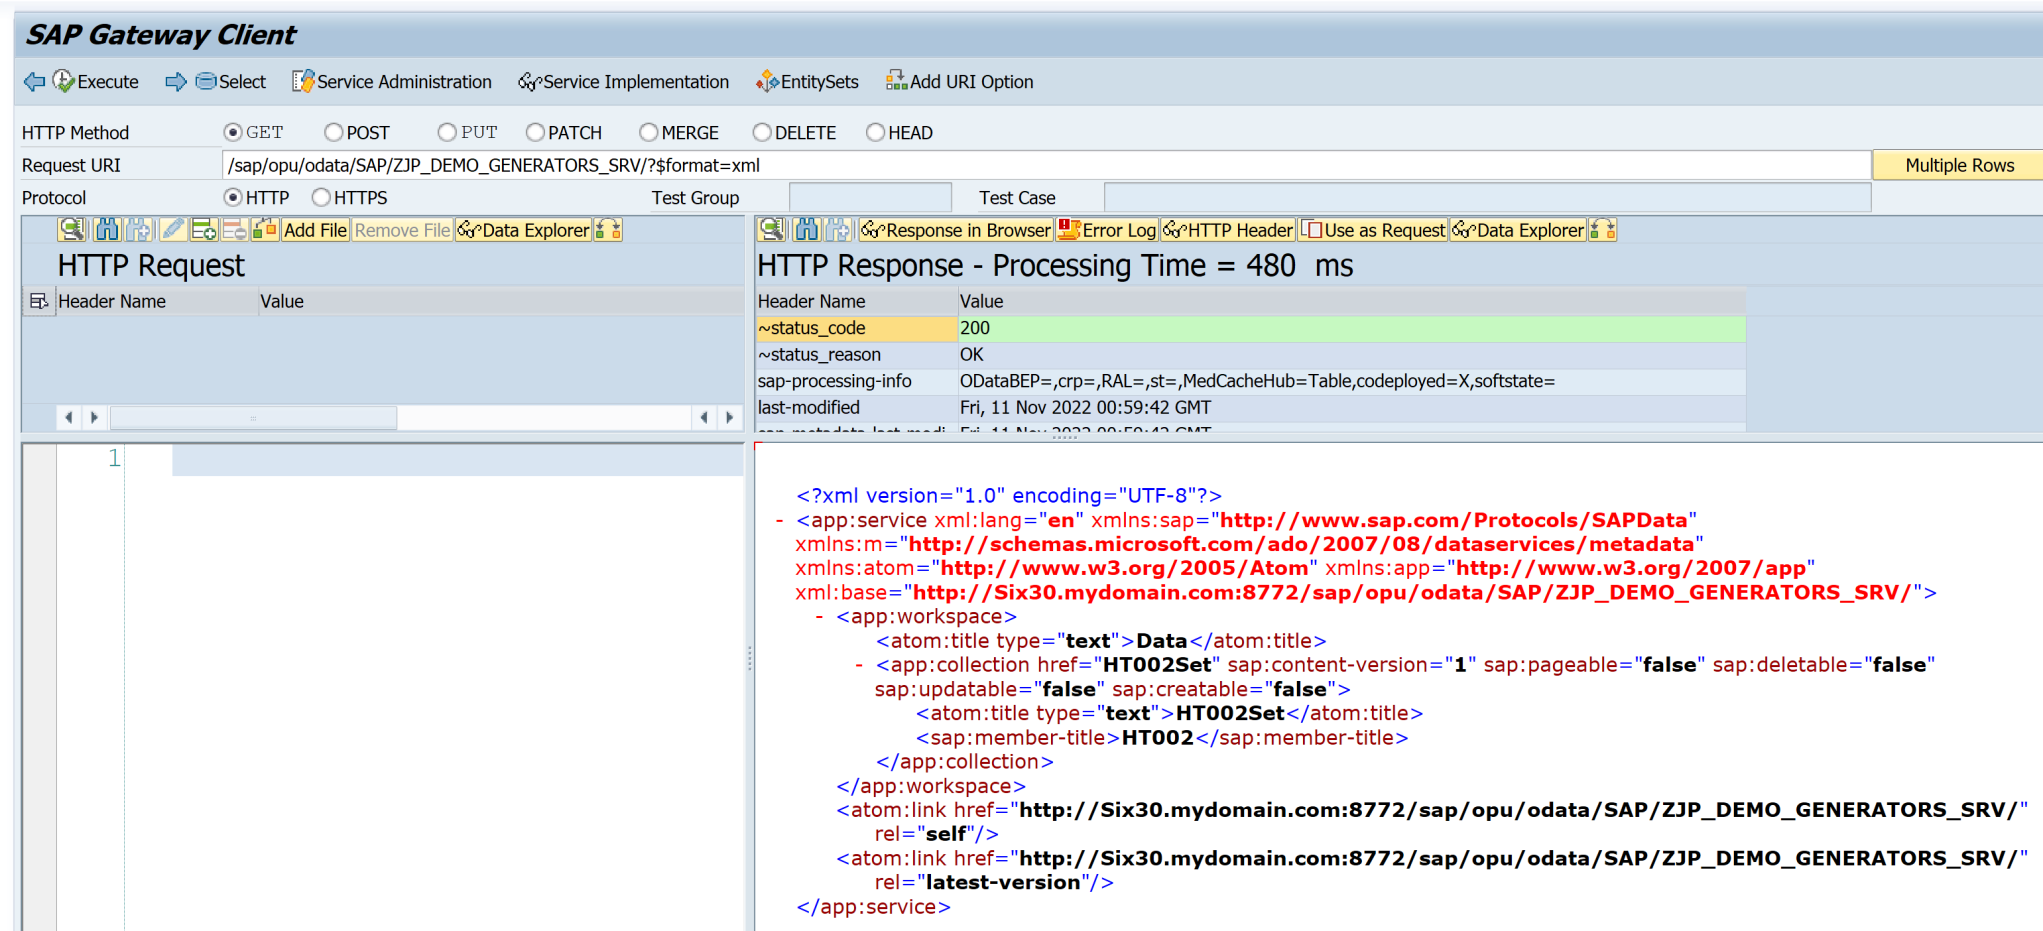 SAP Gateway Client
Execute Select Service Administration Service Implementation EntitySets Add URI Option
HTTP Method GET POST PUT PATCH MERGE DELETE HEAD
Request URI /sap/opu/odata/SAP/ZJP_DEMO_GENERATORS_SRV/?$format=xml Multiple Rows
Protocol HTTP HTTPS Test Group Test Case
Add File Remove File Data Explorer
HTTP Request
Header Name Value
Response in Browser Error Log HTTP Header Use as Request Data Explorer
HTTP Response - Processing Time = 480 ms
Header Name Value
~status_code 200
~status_reason OK
sap-processing-info ODataBEP=,crp=,RAL=,st=,MedCacheHub=Table,codeployed=X,softstate=
last-modified Fri, 11 Nov 2022 00:59:42 GMT
sap-metadata-last-modi Fri, 11 Nov 2022 00:59:42 GMT
1
<?xml version="1.0" encoding="UTF-8"?>
- <app:service xml:lang="en" xmlns:sap="http://www.sap.com/Protocols/SAPData"
xmlns:m="http://schemas.microsoft.com/ado/2007/08/dataservices/metadata"
xmlns:atom="http://www.w3.org/2005/Atom" xmlns:app="http://www.w3.org/2007/app"
xml:base="http://Six30.mydomain.com:8772/sap/opu/odata/SAP/ZJP_DEMO_GENERATORS_SRV/">
- <app:workspace>
<atom:title type="text">Data</atom:title>
- <app:collection href="HT002Set" sap:content-version="1" sap:pageable="false" sap:deletable="false"
sap:updatable="false" sap:creatable="false">
<atom:title type="text">HT002Set</atom:title>
<sap:member-title>HT002</sap:member-title>
</app:collection>
</app:workspace>
<atom:link href="http://Six30.mydomain.com:8772/sap/opu/odata/SAP/ZJP_DEMO_GENERATORS_SRV/"
rel="self"/>
<atom:link href="http://Six30.mydomain.com:8772/sap/opu/odata/SAP/ZJP_DEMO_GENERATORS_SRV/"
rel="latest-version"/>
</app:service>